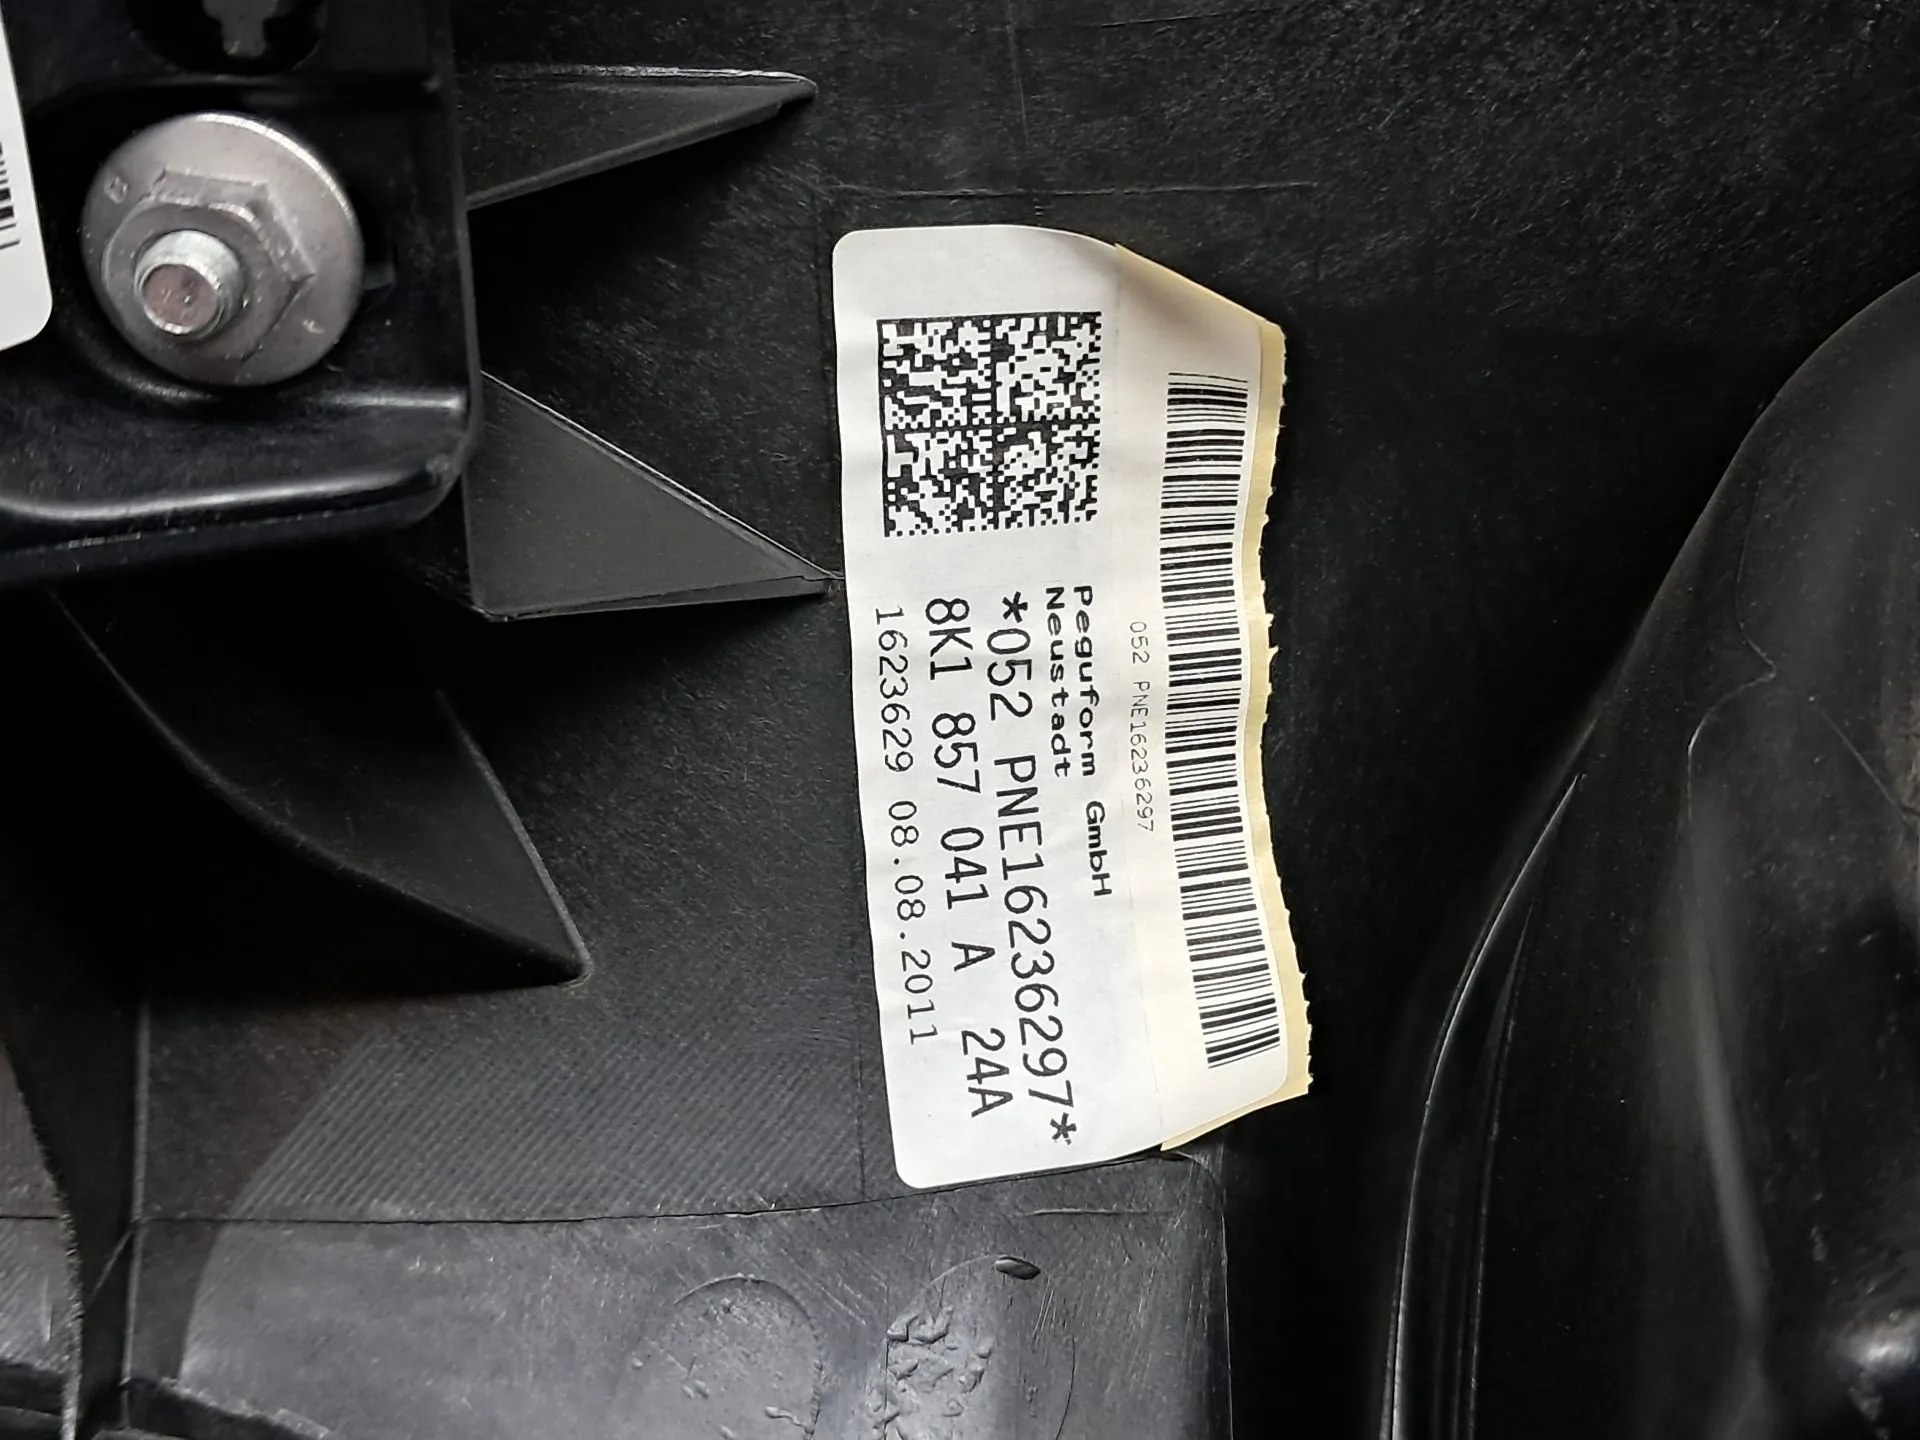 052 PNE16236297
Peguform GmbH
Neustadt
*052 PNE16236297*
8K1 857 041 A 24A
1623629 08.08.2011